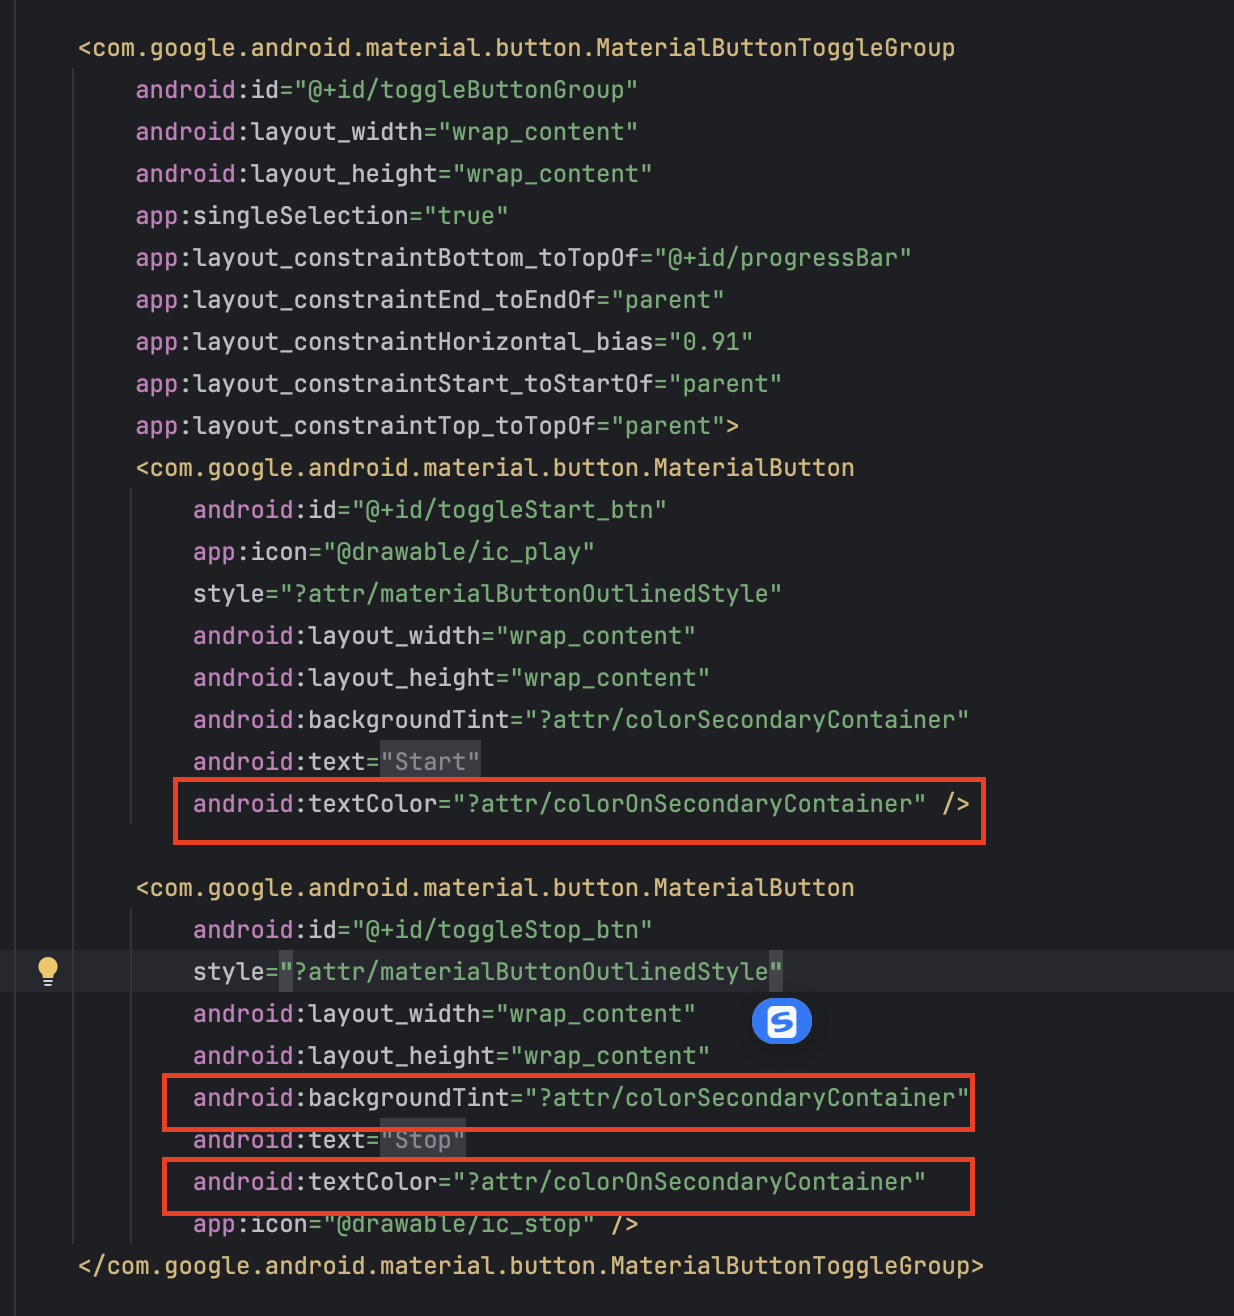 <com.google.android.material.button.MaterialButtonToggleGroup
android:id="@+id/toggleButtonGroup"
android:layout_width="wrap_content"
android:layout_height="wrap_content"
app:singleSelection="true"
app:layout_constraintBottom_toTopOf="@+id/progressBar"
app:layout_constraintEnd_toEndOf="parent"
app:layout_constraintHorizontal_bias="0.91"
app:layout_constraintStart_toStartOf="parent"
app:layout_constraintTop_toTopOf="parent">
<com.google.android.material.button.MaterialButton
android:id="@+id/toggleStart_btn"
app:icon="@drawable/ic_play"
style="?attr/materialButtonOutlinedStyle"
android:layout_width="wrap_content"
android:layout_height="wrap_content"
android:backgroundTint="?attr/colorSecondaryContainer"
android:text="Start"
android:textColor="?attr/colorOnSecondaryContainer" />
<com.google.android.material.button.MaterialButton
android:id="@+id/toggleStop_btn"
style="?attr/materialButtonOutlinedStyle"
android:layout_width="wrap_content"
android:layout_height="wrap_content"
android:backgroundTint="?attr/colorSecondaryContainer"
android:text="Stop"
android:textColor="?attr/colorOnSecondaryContainer"
app:icon="@drawable/ic_stop" />
</com.google.android.material.button.MaterialButtonToggleGroup>